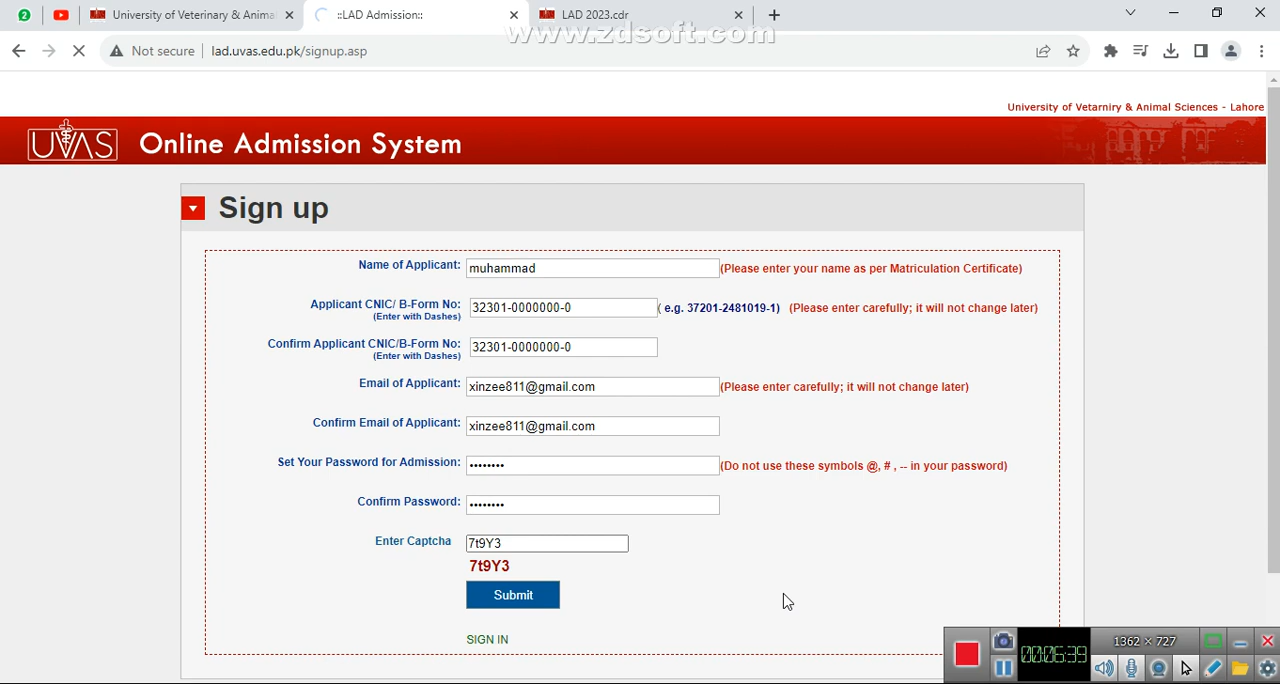 2
University of Veterinary & Anima
::LAD Admission::
LAD 2023.cdr
www.zdsoft.com
Not secure
lad.uvas.edu.pk/signup.asp
University of Vetarniry & Animal Sciences - Lahore
UVAS
Online Admission System
Sign up
Name of Applicant: muhammad (Please enter your name as per Matriculation Certificate)
Applicant CNIC/ B-Form No: 32301-0000000-0 ( e.g. 37201-2481019-1) (Please enter carefully; it will not change later)
(Enter with Dashes)
Confirm Applicant CNIC/B-Form No: 32301-0000000-0
(Enter with Dashes)
Email of Applicant: xinzee811@gmail.com (Please enter carefully; it will not change later)
Confirm Email of Applicant: xinzee811@gmail.com
Set Your Password for Admission: •••••••• (Do not use these symbols @, # , -- in your password)
Confirm Password: ••••••••
Enter Captcha 7t9Y3
7t9Y3
Submit
SIGN IN
00:06:39
1362 × 727